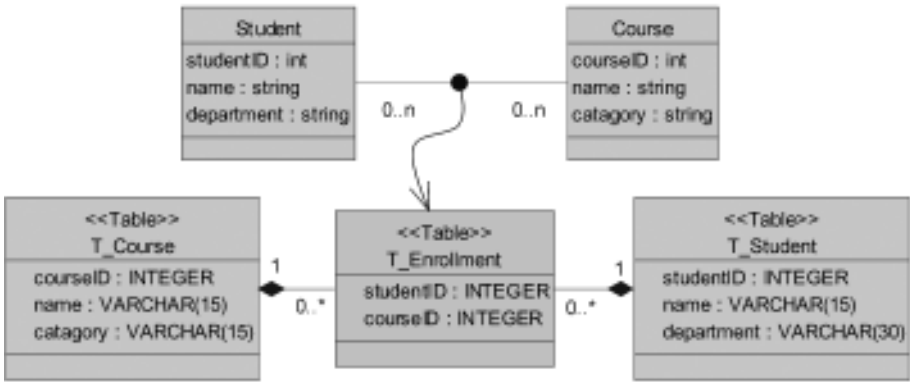 Student
studentID : int
name : string
department : string
Course
courseID : int
name : string
catagory : string
0..n
0..n
<<Table>>
T_Course
courseID : INTEGER
name : VARCHAR(15)
catagory : VARCHAR(15)
1
0..*
<<Table>>
T_Enrollment
studentID : INTEGER
courseID : INTEGER
1
0..*
<<Table>>
T_Student
studentID : INTEGER
name : VARCHAR(15)
department : VARCHAR(30)